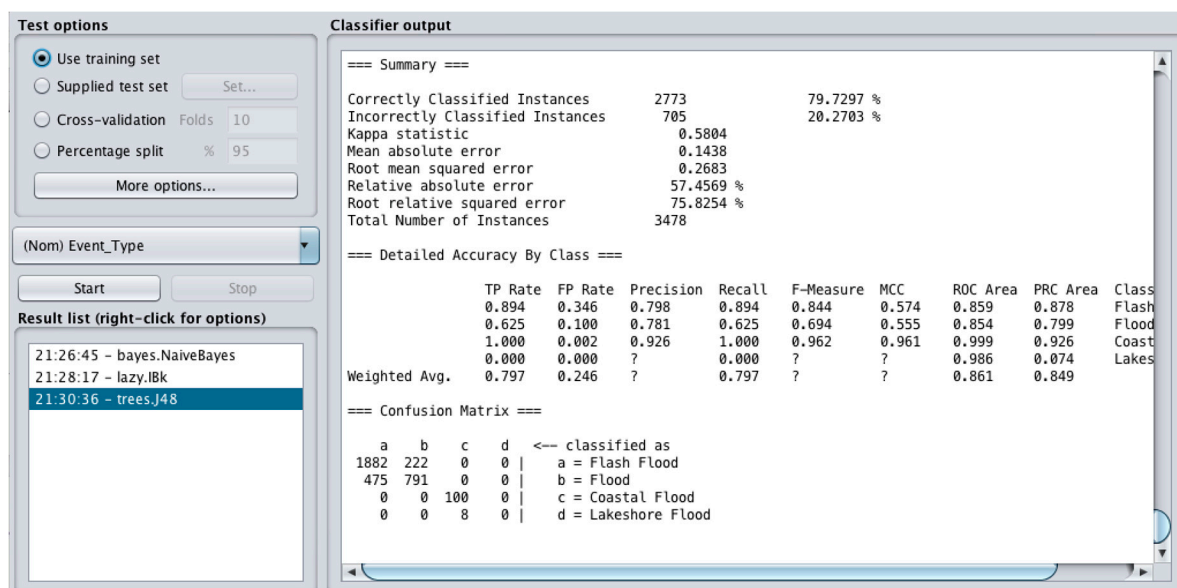 Test options
Use training set
Supplied test set Set...
Cross-validation Folds 10
Percentage split % 95
More options...
(Nom) Event_Type
Start Stop
Result list (right-click for options)
21:26:45 - bayes.NaiveBayes
21:28:17 - lazy.IBk
21:30:36 - trees.J48
Classifier output
=== Summary ===
Correctly Classified Instances 2773 79.7297 %
Incorrectly Classified Instances 705 20.2703 %
Kappa statistic 0.5804
Mean absolute error 0.1438
Root mean squared error 0.2683
Relative absolute error 57.4569 %
Root relative squared error 75.8254 %
Total Number of Instances 3478
=== Detailed Accuracy By Class ===
TP Rate FP Rate Precision Recall F-Measure MCC ROC Area PRC Area Class
0.894 0.346 0.798 0.894 0.844 0.574 0.859 0.878 Flash
0.625 0.100 0.781 0.625 0.694 0.555 0.854 0.799 Flood
1.000 0.002 0.926 1.000 0.962 0.961 0.999 0.926 Coast
0.000 0.000 ? 0.000 ? ? 0.986 0.074 Lakes
Weighted Avg. 0.797 0.246 ? 0.797 ? ? 0.861 0.849
=== Confusion Matrix ===
a b c d <-- classified as
1882 222 0 0 | a = Flash Flood
475 791 0 0 | b = Flood
0 0 100 0 | c = Coastal Flood
0 0 8 0 | d = Lakeshore Flood